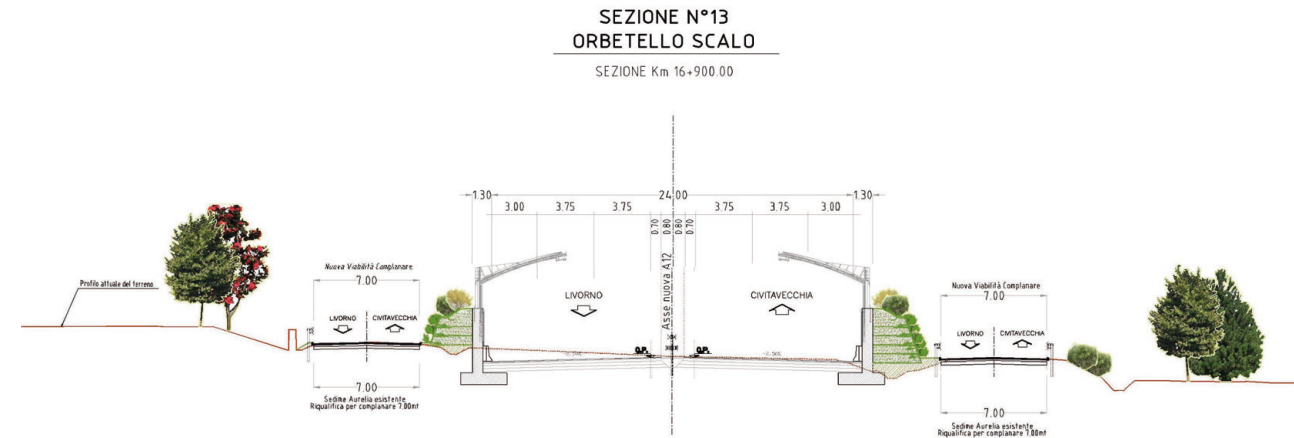 SEZIONE N°13
ORBETELLO SCALO
SEZIONE Km 16+900.00
1.30 24.00 1.30
3.00 3.75 3.75 3.75 3.75 3.00
0.70 0.80 0.80 0.70
Asse nuova A12
Profilo attuale del terreno
Nuova Viabilità Complanare
7.00
LIVORNO CIVITAVECCHIA
7.00
Sedime Aurelia esistente
Riqualifica per complanare 7.00mt
LIVORNO
CIVITAVECCHIA
Q.P. Q.P.
Nuova Viabilità Complanare
7.00
LIVORNO CIVITAVECCHIA
7.00
Sedime Aurelia esistente
Riqualifica per complanare 7.00mt